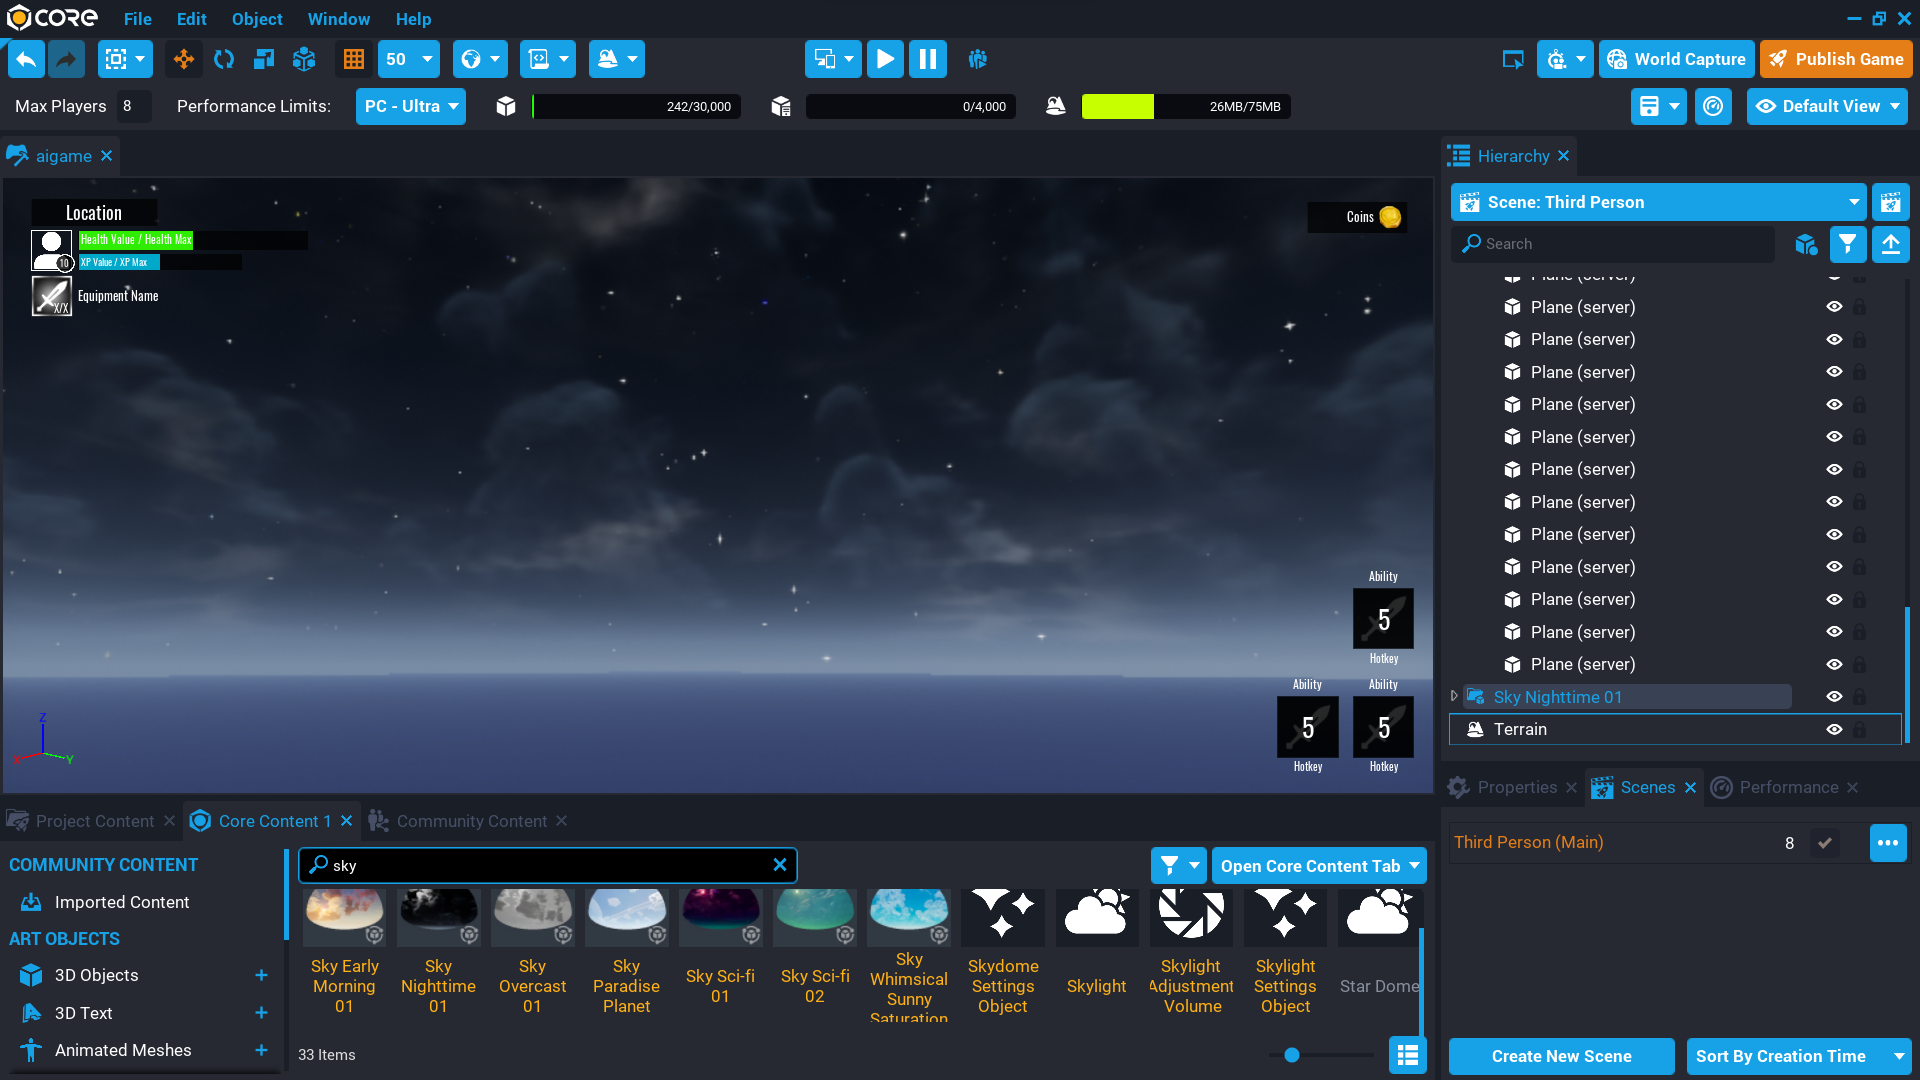 CORE File Edit Object Window Help
50 World Capture Publish Game
Max Players 8 Performance Limits: PC - Ultra 242/30,000 0/4,000 26MB/75MB Default View
aigame
Location
Health Value / Health Max
10
XP Value / XP Max
X/X
Equipment Name
Coins
Ability
5
Hotkey
Ability Ability
5 5
Hotkey Hotkey
Z
X Y
Hierarchy
Scene: Third Person
Search
Plane (server)
Plane (server)
Plane (server)
Plane (server)
Plane (server)
Plane (server)
Plane (server)
Plane (server)
Plane (server)
Plane (server)
Plane (server)
Plane (server)
Plane (server)
Sky Nighttime 01
Terrain
Project Content Core Content 1 Community Content
COMMUNITY CONTENT
Imported Content
ART OBJECTS
3D Objects +
3D Text +
Animated Meshes +
sky
Open Core Content Tab
Sky Early Morning 01
Sky Nighttime 01
Sky Overcast 01
Sky Paradise Planet
Sky Sci-fi 01
Sky Sci-fi 02
Sky Whimsical Sunny Saturation
Skydome Settings Object
Skylight
Skylight Adjustment Volume
Skylight Settings Object
Star Dome
33 Items
Properties Scenes Performance
Third Person (Main) 8
Create New Scene Sort By Creation Time